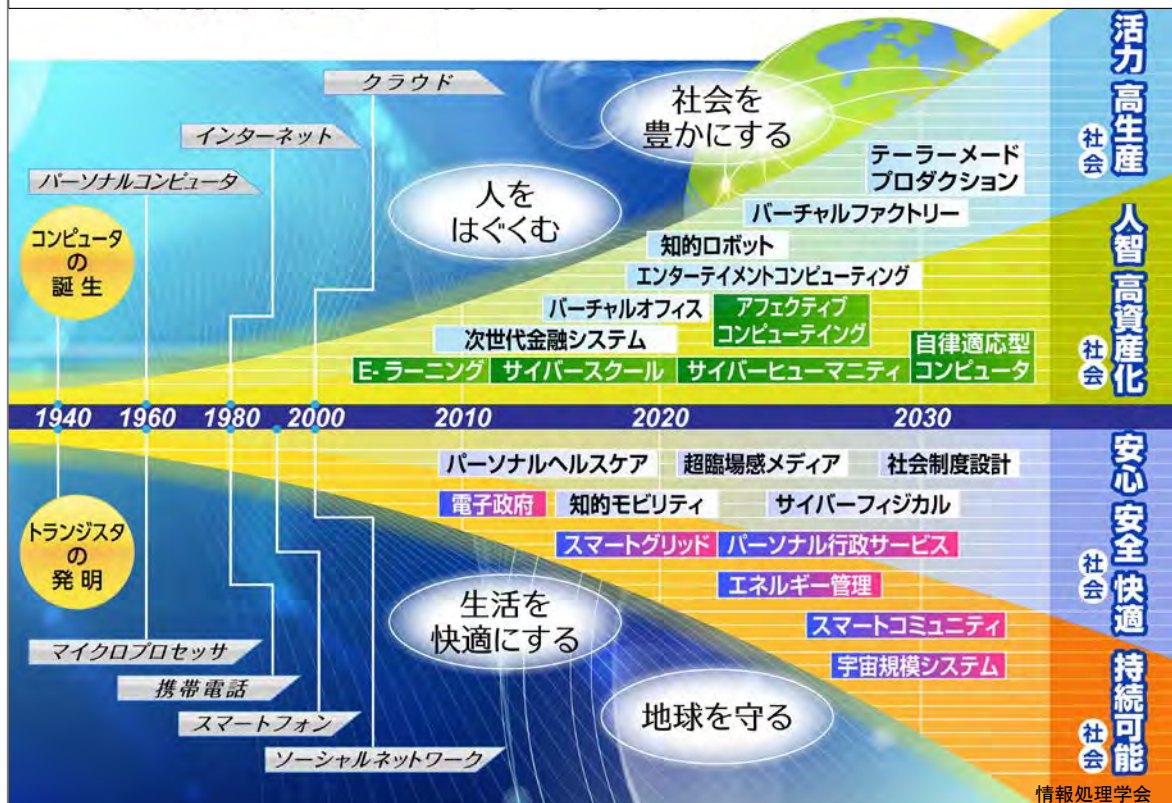 クラウド
インターネット
パーソナルコンピュータ
コンピュータ
の
誕生
人を
はぐくむ
社会を
豊かにする
テーラーメード
プロダクション
バーチャルファクトリー
知的ロボット
エンターテイメントコンピューティング
バーチャルオフィス
アフェクティブ
コンピューテイング
次世代金融システム
自律適応型
コンピュータ
E-ラーニング
サイバースクール
サイバーヒューマニティ
活力 高生産
社会
人智 高資産化
社会
1940 1960 1980 2000 2010 2020 2030
パーソナルヘルスケア
超臨場感メディア
社会制度設計
電子政府
知的モビリティ
サイバーフィジカル
スマートグリッド
パーソナル行政サービス
エネルギー管理
スマートコミュニティ
宇宙規模システム
トランジスタ
の
発明
生活を
快適にする
地球を守る
マイクロプロセッサ
携帯電話
スマートフォン
ソーシャルネットワーク
安心 安全 快適
社会
持続可能
社会
情報処理学会